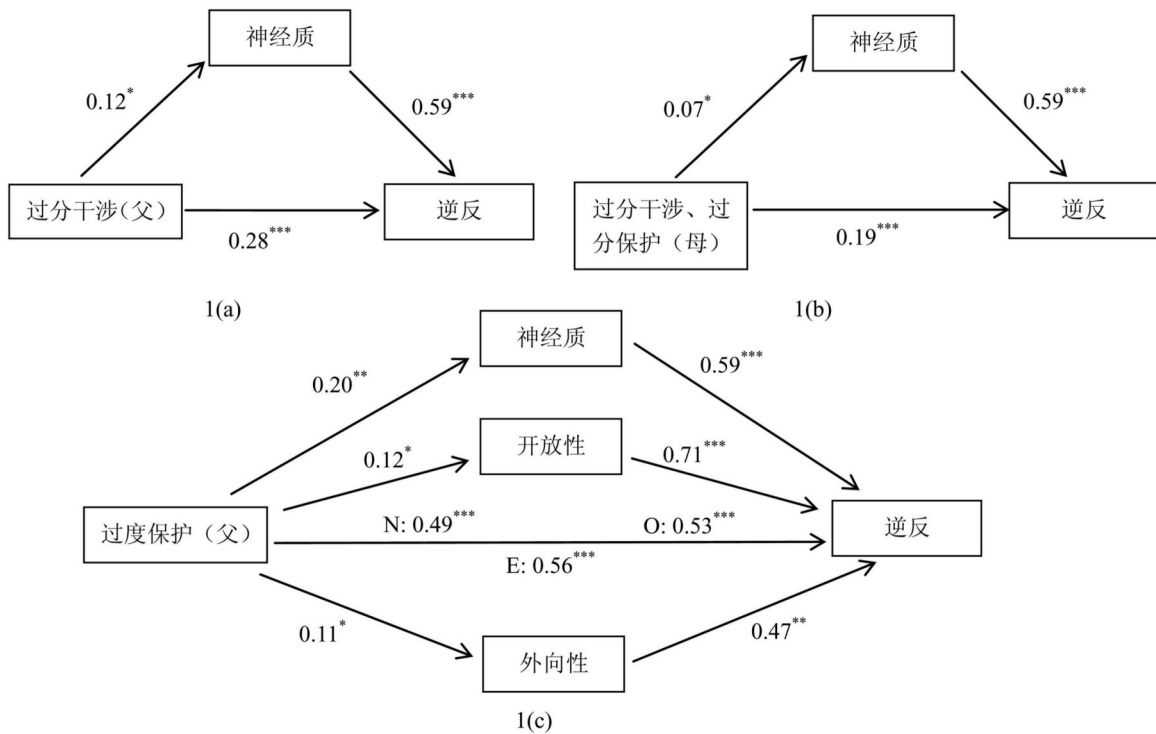 神经质
0.12*
0.59***
过分干涉(父)
逆反
0.28***
1(a)
神经质
0.07*
0.59***
过分干涉、过
分保护（母）
逆反
0.19***
1(b)
神经质
0.20**
0.59***
开放性
0.12*
0.71***
过度保护（父）
N: 0.49***
O: 0.53***
逆反
E: 0.56***
0.11*
0.47**
外向性
1(c)